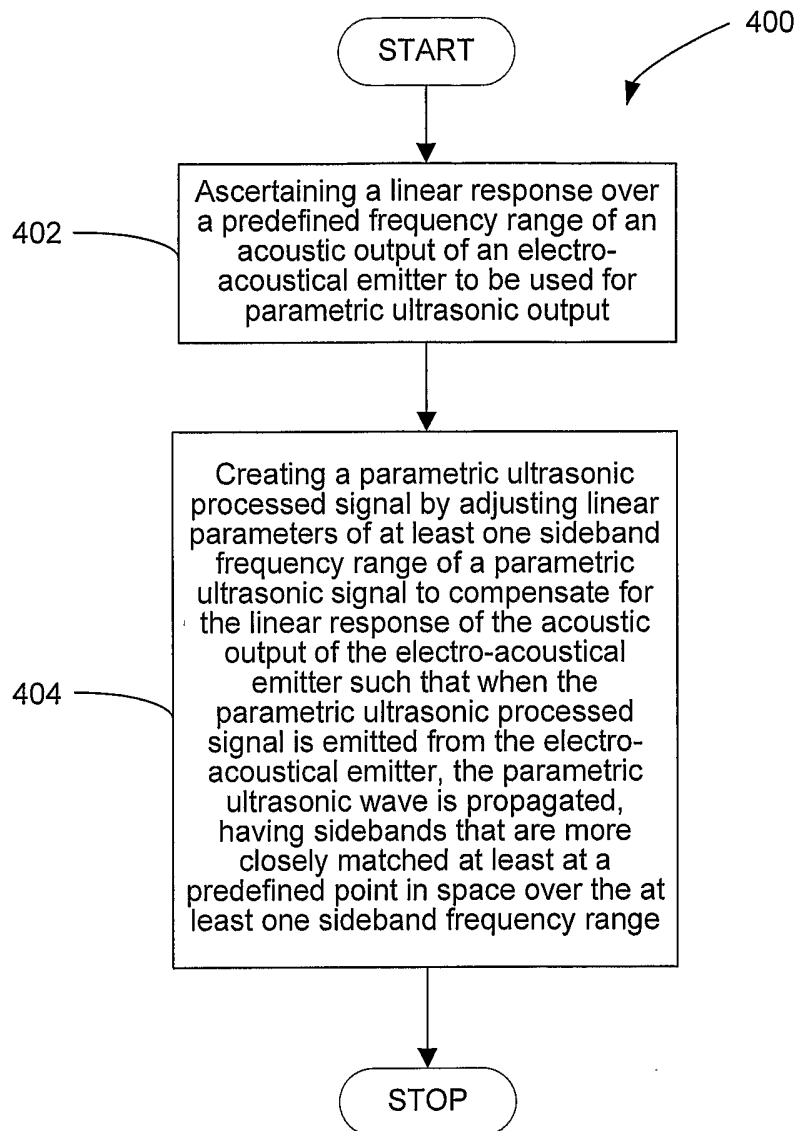 START
400
402
Ascertaining a linear response over
a predefined frequency range of an
acoustic output of an electro-
acoustical emitter to be used for
parametric ultrasonic output
404
Creating a parametric ultrasonic
processed signal by adjusting linear
parameters of at least one sideband
frequency range of a parametric
ultrasonic signal to compensate for
the linear response of the acoustic
output of the electro-acoustical
emitter such that when the
parametric ultrasonic processed
signal is emitted from the electro-
acoustical emitter, the parametric
ultrasonic wave is propagated,
having sidebands that are more
closely matched at least at a
predefined point in space over the at
least one sideband frequency range
STOP